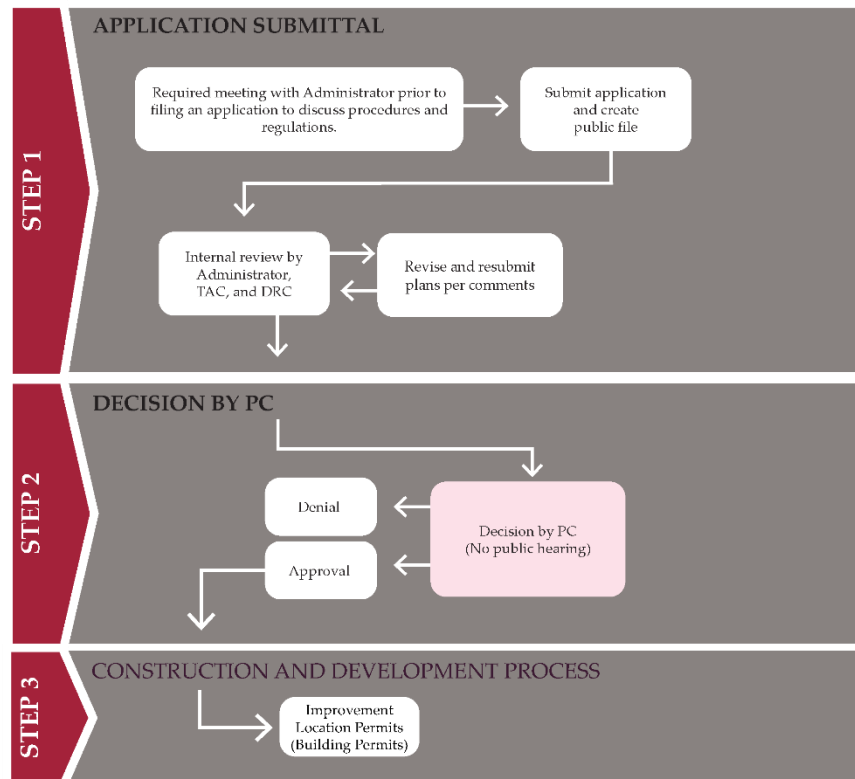 STEP 1
APPLICATION SUBMITTAL
Required meeting with Administrator prior to
filing an application to discuss procedures and
regulations.
Submit application
and create
public file
Internal review by
Administrator,
TAC, and DRC
Revise and resubmit
plans per comments
STEP 2
DECISION BY PC
Denial
Approval
Decision by PC
(No public hearing)
STEP 3
CONSTRUCTION AND DEVELOPMENT PROCESS
Improvement
Location Permits
(Building Permits)